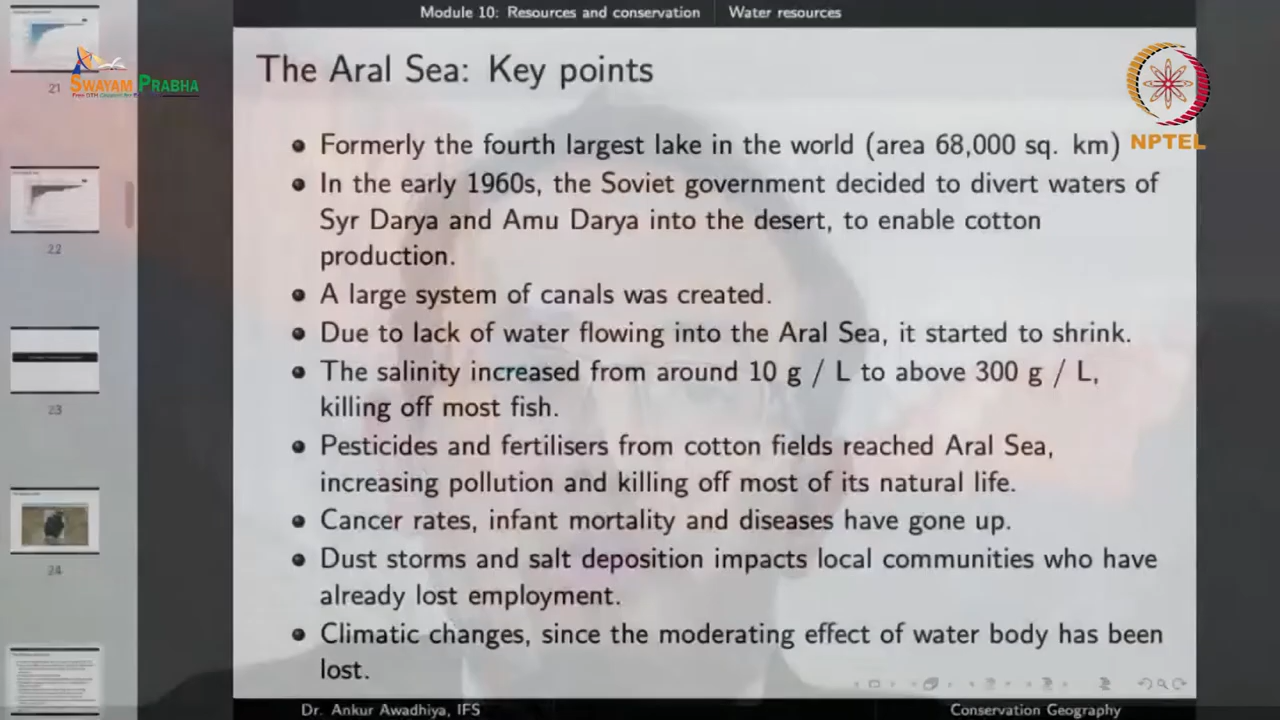 Module 10: Resources and conservation
Water resources
The Aral Sea: Key points
SWAYAM PRABHA
NPTEL
21
22
23
24
• Formerly the fourth largest lake in the world (area 68,000 sq. km)
• In the early 1960s, the Soviet government decided to divert waters of
Syr Darya and Amu Darya into the desert, to enable cotton
production.
• A large system of canals was created.
• Due to lack of water flowing into the Aral Sea, it started to shrink.
• The salinity increased from around 10 g / L to above 300 g / L,
killing off most fish.
• Pesticides and fertilisers from cotton fields reached Aral Sea,
increasing pollution and killing off most of its natural life.
• Cancer rates, infant mortality and diseases have gone up.
• Dust storms and salt deposition impacts local communities who have
already lost employment.
• Climatic changes, since the moderating effect of water body has been
lost.
Dr. Ankur Awadhiya, IFS
Conservation Geography